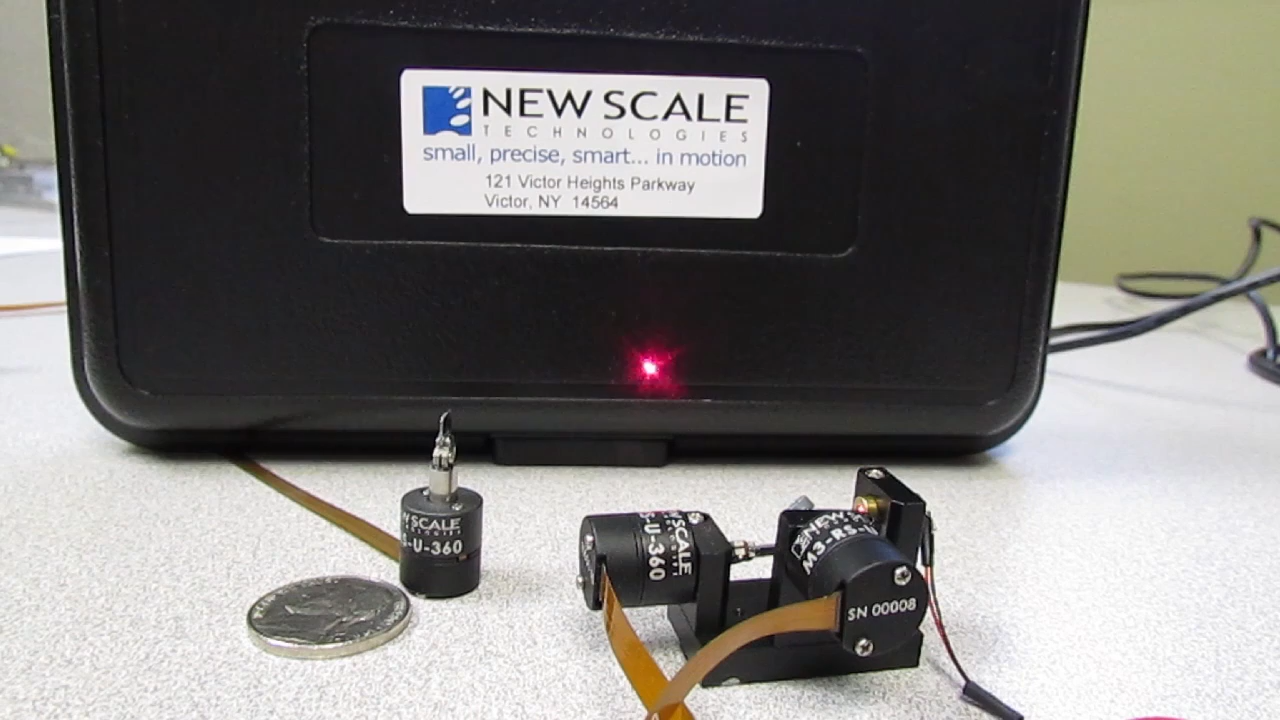 NEW SCALE
TECHNOLOGIES
small, precise, smart... in motion
121 Victor Heights Parkway
Victor, NY 14564
SCALE
S-U-360
SCALE
S-U-360
NEW
M3-RS-U
SN 00008